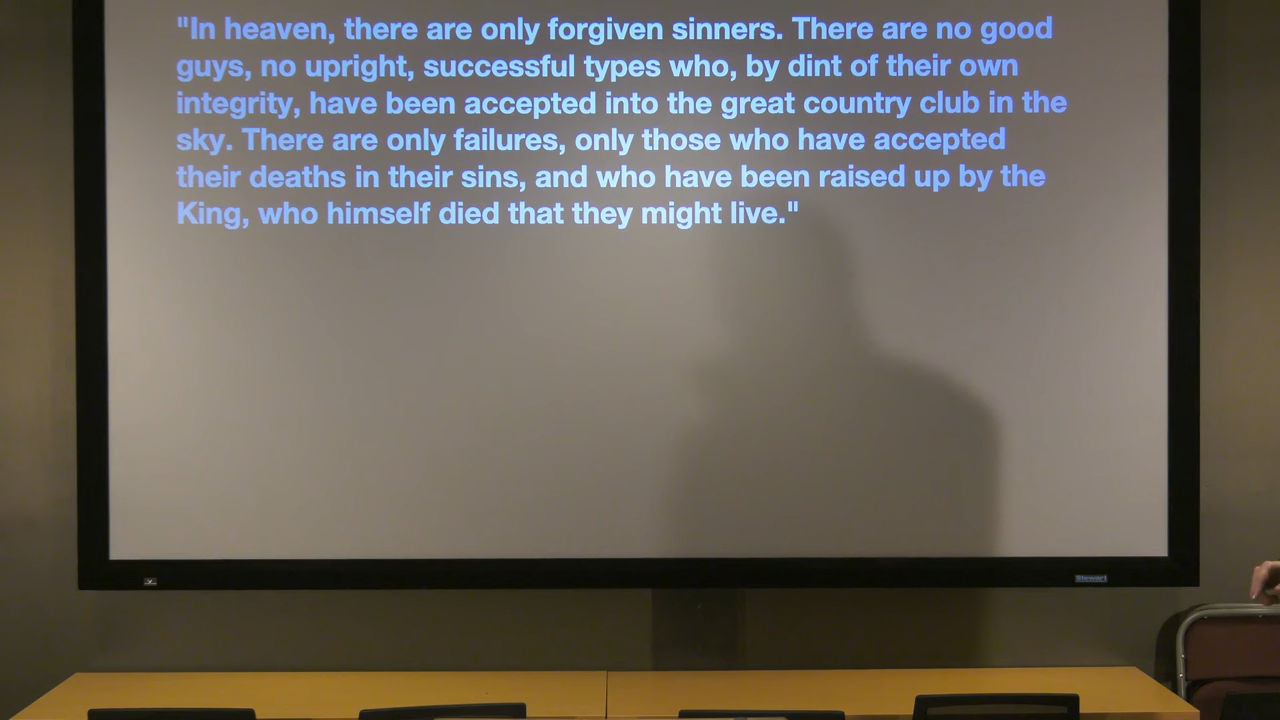 "In heaven, there are only forgiven sinners. There are no good
guys, no upright, successful types who, by dint of their own
integrity, have been accepted into the great country club in the
sky. There are only failures, only those who have accepted
their deaths in their sins, and who have been raised up by the
King, who himself died that they might live."
Stewart